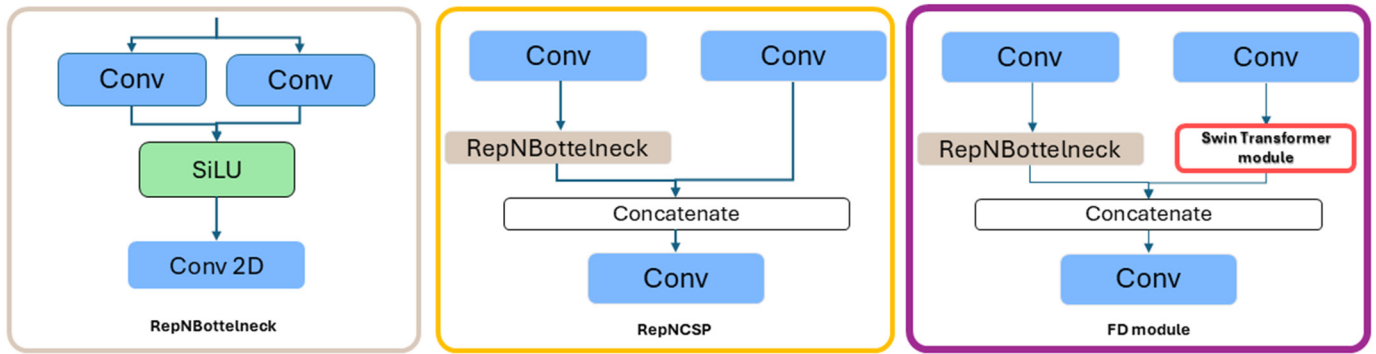 Conv
Conv
SiLU
Conv 2D
RepNBottelneck
Conv
Conv
RepNBottelneck
Concatenate
Conv
RepNCSP
Conv
Conv
RepNBottelneck
Swin Transformer
module
Concatenate
Conv
FD module